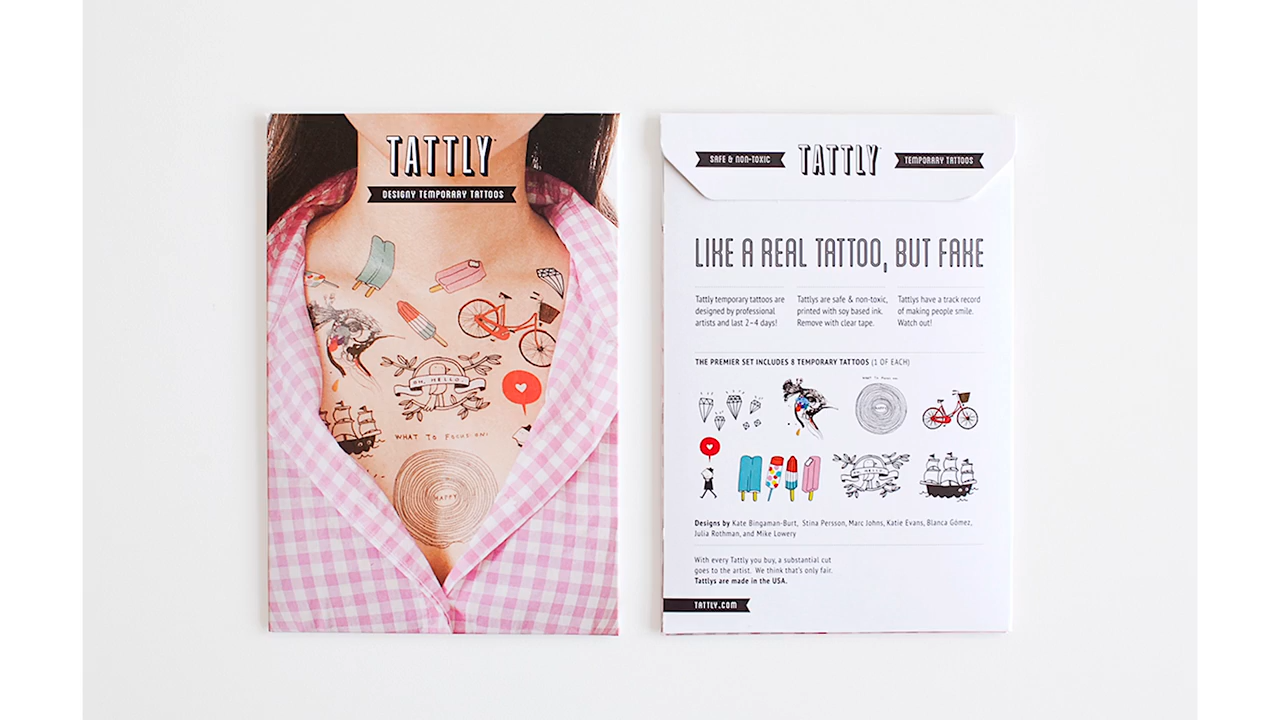 TATTLY
DESIGNY TEMPORARY TATTOOS
OH, HELLO.
WHAT TO FOCUS ON:
HAPPY
SAFE & NON-TOXIC
TATTLY
TEMPORARY TATTOOS
LIKE A REAL TATTOO, BUT FAKE
Tattly temporary tattoos are
designed by professional
artists and last 2–4 days!
Tattlys are safe & non-toxic,
printed with soy based ink.
Remove with clear tape.
Tattlys have a track record
of making people smile.
Watch out!
THE PREMIER SET INCLUDES 8 TEMPORARY TATTOOS (1 OF EACH)
WHAT TO FOCUS ON:
HAPPY
Designs by Kate Bingaman-Burt, Stina Persson, Marc Johns, Katie Evans, Blanca Gómez,
Julia Rothman, and Mike Lowery
With every Tattly you buy, a substantial cut
goes to the artist. We think that's only fair.
Tattlys are made in the USA.
TATTLY.COM